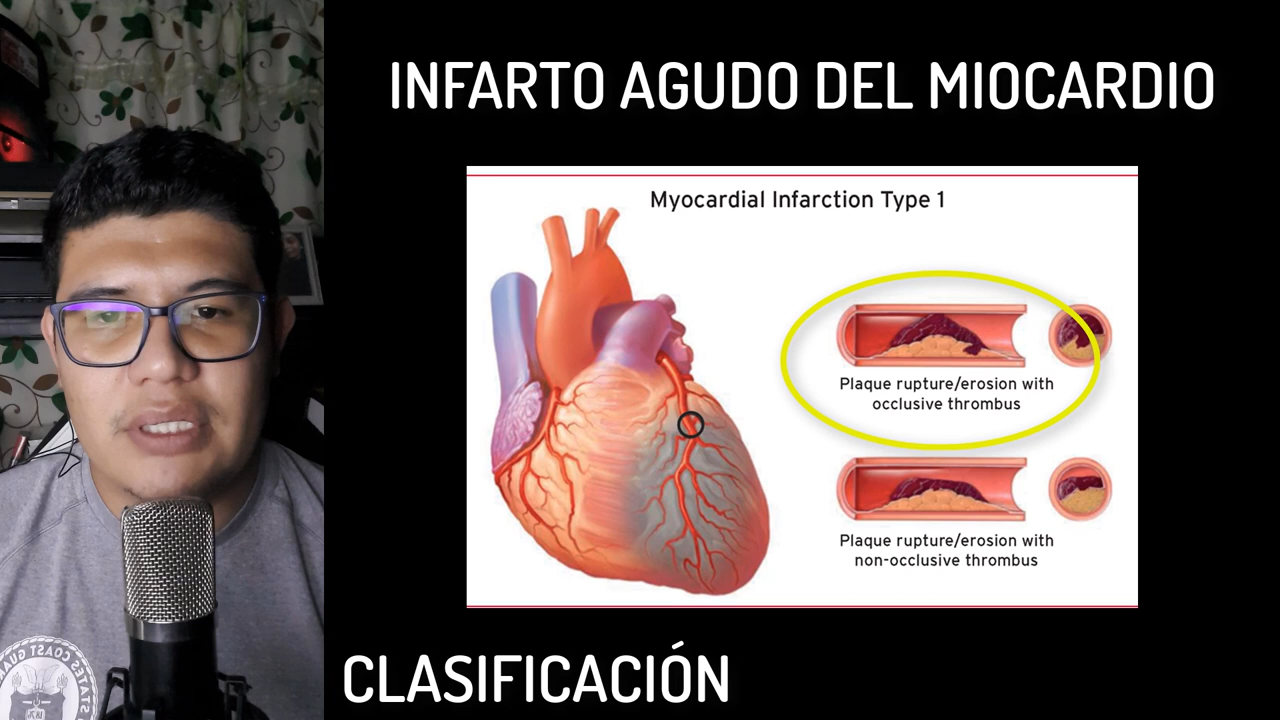 INFARTO AGUDO DEL MIOCARDIO
Myocardial Infarction Type 1
Plaque rupture/erosion with
occlusive thrombus
Plaque rupture/erosion with
non-occlusive thrombus
CLASIFICACIÓN